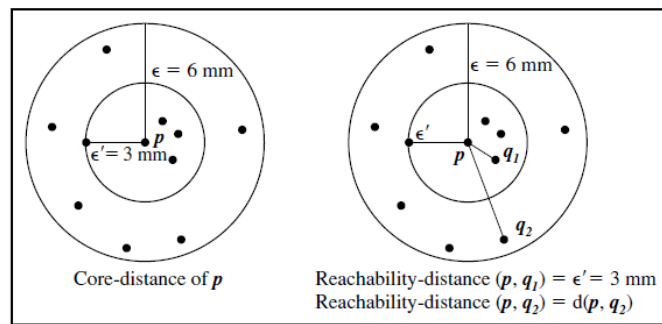 ϵ = 6 mm
p
ϵ′ = 3 mm
Core-distance of p
ϵ = 6 mm
ϵ′
p
q₁
q₂
Reachability-distance (p, q₁) = ϵ′ = 3 mm
Reachability-distance (p, q₂) = d(p, q₂)